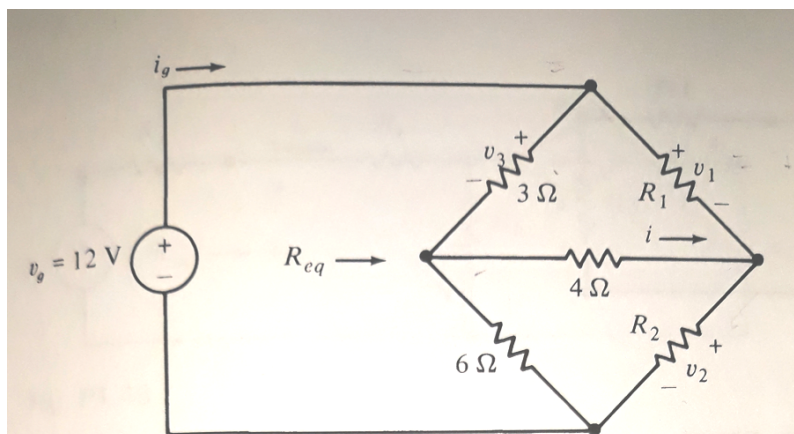 i_g
+
v_3
−
3 Ω
+
v_1
R_1
−
i
v_g = 12 V
+
−
R_eq
4 Ω
R_2
+
6 Ω
v_2
−